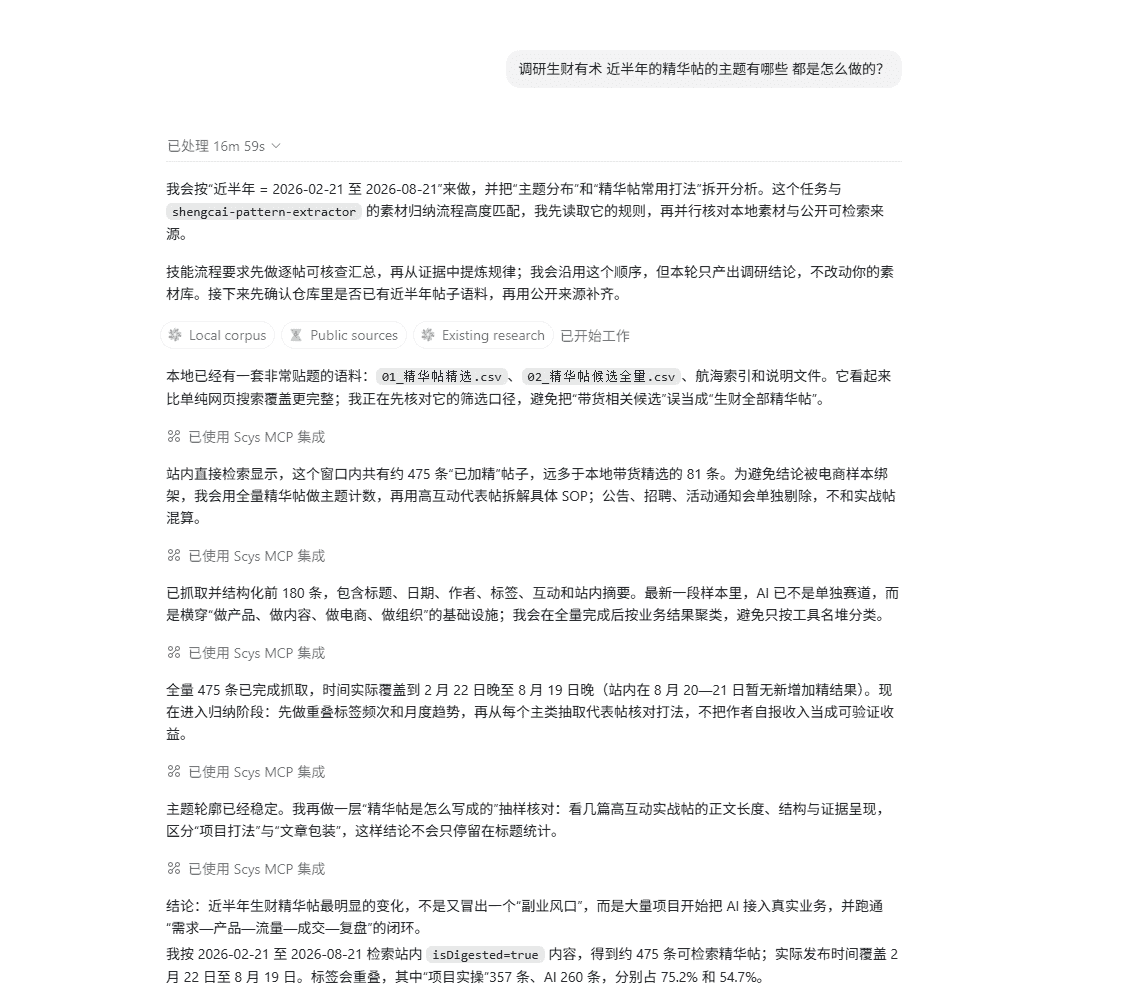 调研生财有术 近半年的精华帖的主题有哪些 都是怎么做的？
已处理 16m 59s
我会按“近半年 = 2026-02-21 至 2026-08-21”来做，并把“主题分布”和“精华帖常用打法”拆开分析。这个任务与
shengcai-pattern-extractor 的素材归纳流程高度匹配，我先读取它的规则，再并行核对本地素材与公开可检索来
源。
技能流程要求先做逐帖可核查汇总，再从证据中提炼规律；我会沿用这个顺序，但本轮只产出调研结论，不改动你的素
材库。接下来先确认仓库里是否已有近半年帖子语料，再用公开来源补齐。
Local corpus Public sources Existing research 已开始工作
本地已经有一套非常贴题的语料：01_精华帖精选.csv、02_精华帖候选全量.csv、航海索引和说明文件。它看起来
比单纯网页搜索覆盖更完整；我正在先核对它的筛选口径，避免把“带货相关候选”误当成“生财全部精华帖”。
已使用 Scys MCP 集成
站内直接检索显示，这个窗口内共有约 475 条“已加精”帖子，远多于本地带货精选的 81 条。为避免结论被电商样本绑
架，我会用全量精华帖做主题计数，再用高互动代表帖拆解具体 SOP；公告、招聘、活动通知会单独剔除，不和实战帖
混算。
已使用 Scys MCP 集成
已抓取并结构化前 180 条，包含标题、日期、作者、标签、互动和站内摘要。最新一段样本里，AI 已不是单独赛道，而
是横穿“做产品、做内容、做电商、做组织”的基础设施；我会在全量完成后按业务结果聚类，避免只按工具名堆分类。
已使用 Scys MCP 集成
全量 475 条已完成抓取，时间实际覆盖到 2 月 22 日晚至 8 月 19 日晚（站内在 8 月 20—21 日暂无新增加精结果）。现
在进入归纳阶段：先做重叠标签频次和月度趋势，再从每个主类抽取代表帖核对打法，不把作者自报收入当成可验证收
益。
已使用 Scys MCP 集成
主题轮廓已经稳定。我再做一层“精华帖是怎么写成的”抽样核对：看几篇高互动实战帖的正文长度、结构与证据呈现，
区分“项目打法”与“文章包装”，这样结论不会只停留在标题统计。
已使用 Scys MCP 集成
结论：近半年生财精华帖最明显的变化，不是又冒出一个“副业风口”，而是大量项目开始把 AI 接入真实业务，并跑通
“需求—产品—流量—成交—复盘”的闭环。
我按 2026-02-21 至 2026-08-21 检索站内 isDigested=true 内容，得到约 475 条可检索精华帖；实际发布时间覆盖 2
月 22 日至 8 月 19 日。标签会重叠，其中“项目实操”357 条、AI 260 条，分别占 75.2% 和 54.7%。